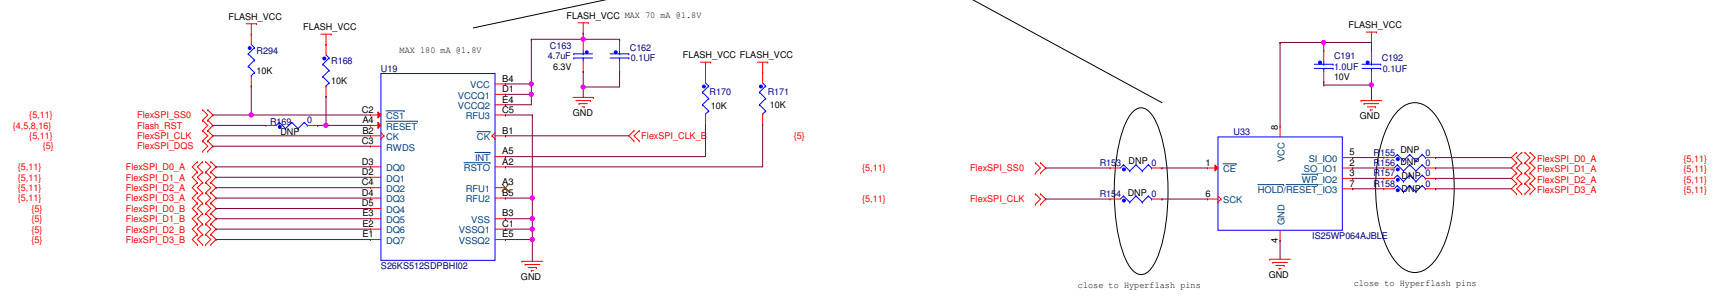 FLASH_VCC
R294
10K
FLASH_VCC
R168
10K
MAX 180 mA @1.8V
FLASH_VCC MAX 70 mA @1.8V
C163
4.7uF
6.3V
C162
0.1UF
GND
FLASH_VCC FLASH_VCC
R170
10K
R171
10K
U19
{5,11} FlexSPI_SS0 C2 CS1
{4,5,8,16} Flash_RST R169 0 DNP A4 RESET
{5,11} FlexSPI_CLK B2 CK
{5} FlexSPI_DQS C3 RWDS
{5,11} FlexSPI_D0_A D3 DQ0
{5,11} FlexSPI_D1_A D2 DQ1
{5,11} FlexSPI_D2_A C4 DQ2
{5,11} FlexSPI_D3_A D4 DQ3
{5} FlexSPI_D0_B D5 DQ4
{5} FlexSPI_D1_B E3 DQ5
{5} FlexSPI_D2_B E2 DQ6
{5} FlexSPI_D3_B E1 DQ7
VCC B4
VCCQ1 D1
VCCQ2 E4
RFU3 C5
CK B1 FlexSPI_CLK_B {5}
INT A5
RSTO A2
RFU1 A3
RFU2 B5
VSS B3
VSSQ1 C1
VSSQ2 E5
S26KS512SDPBHI02
GND
FLASH_VCC
C191
1.0UF
10V
C192
0.1UF
GND
U33
8 VCC
{5,11} FlexSPI_SS0 R153 DNP 0 1 CE
{5,11} FlexSPI_CLK R154 DNP 0 6 SCK
SI_IO0 5 R155 DNP 0 FlexSPI_D0_A {5,11}
SO_IO1 2 R156 DNP 0 FlexSPI_D1_A {5,11}
WP_IO2 3 R157 DNP 0 FlexSPI_D2_A {5,11}
HOLD/RESET_IO3 7 R158 DNP 0 FlexSPI_D3_A {5,11}
GND 4
IS25WP064AJBLE
GND
close to Hyperflash pins
close to Hyperflash pins